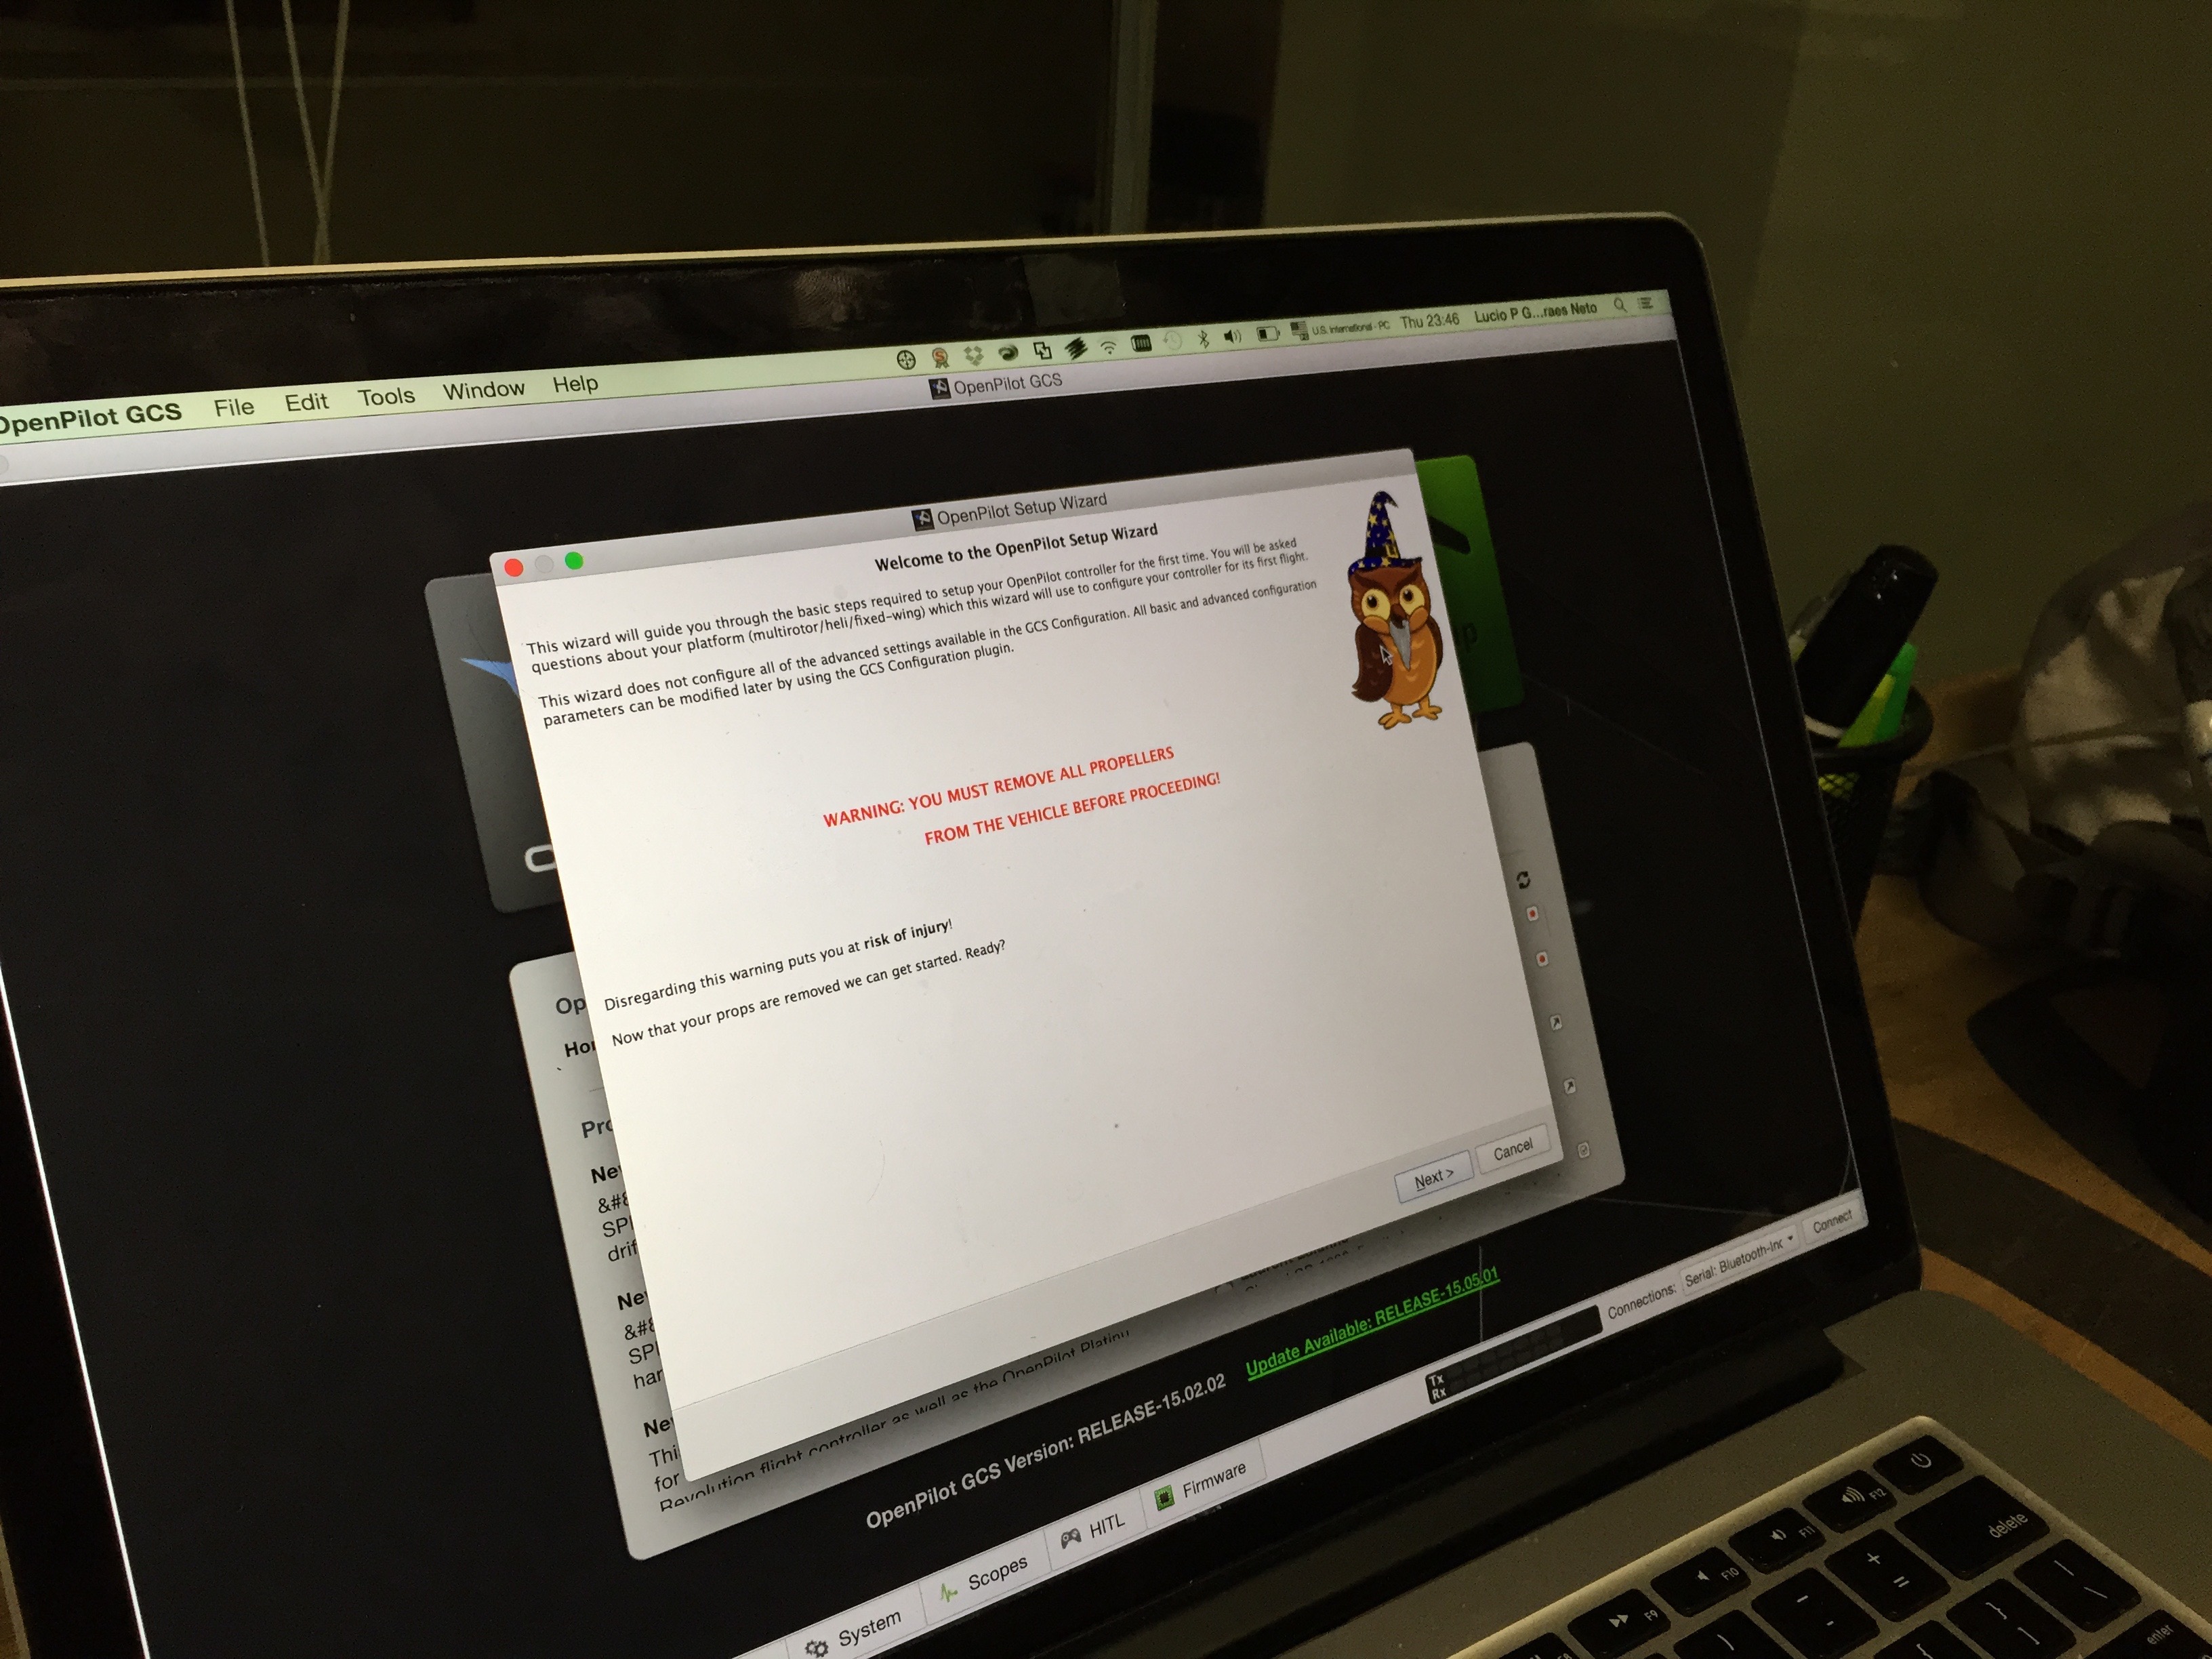 OpenPilot GCS File Edit Tools Window Help
U.S. International - PC Thu 23:46 Lucio P G...raes Neto
OpenPilot GCS
OpenPilot Setup Wizard
Welcome to the OpenPilot Setup Wizard
This wizard will guide you through the basic steps required to setup your OpenPilot controller for the first time. You will be asked
questions about your platform (multirotor/heli/fixed-wing) which this wizard will use to configure your controller for its first flight.
This wizard does not configure all of the advanced settings available in the GCS Configuration. All basic and advanced configuration
parameters can be modified later by using the GCS Configuration plugin.
WARNING: YOU MUST REMOVE ALL PROPELLERS
FROM THE VEHICLE BEFORE PROCEEDING!
Disregarding this warning puts you at risk of injury!
Now that your props are removed we can get started. Ready?
Next >
Cancel
Op
Hor
Pro
Ne
&#8
SPI
drif
Ne
&#8
SPI
har
Ne
Thi
for
Revolution flight controller as well as the OpenPilot Platinu
OpenPilot GCS Version: RELEASE-15.02.02
Update Available: RELEASE-15.05.01
Tx
Rx
Connections: Serial: Bluetooth-Inc Connect
System
Scopes
HITL
Firmware
F9
F10
F11
F12
delete
enter